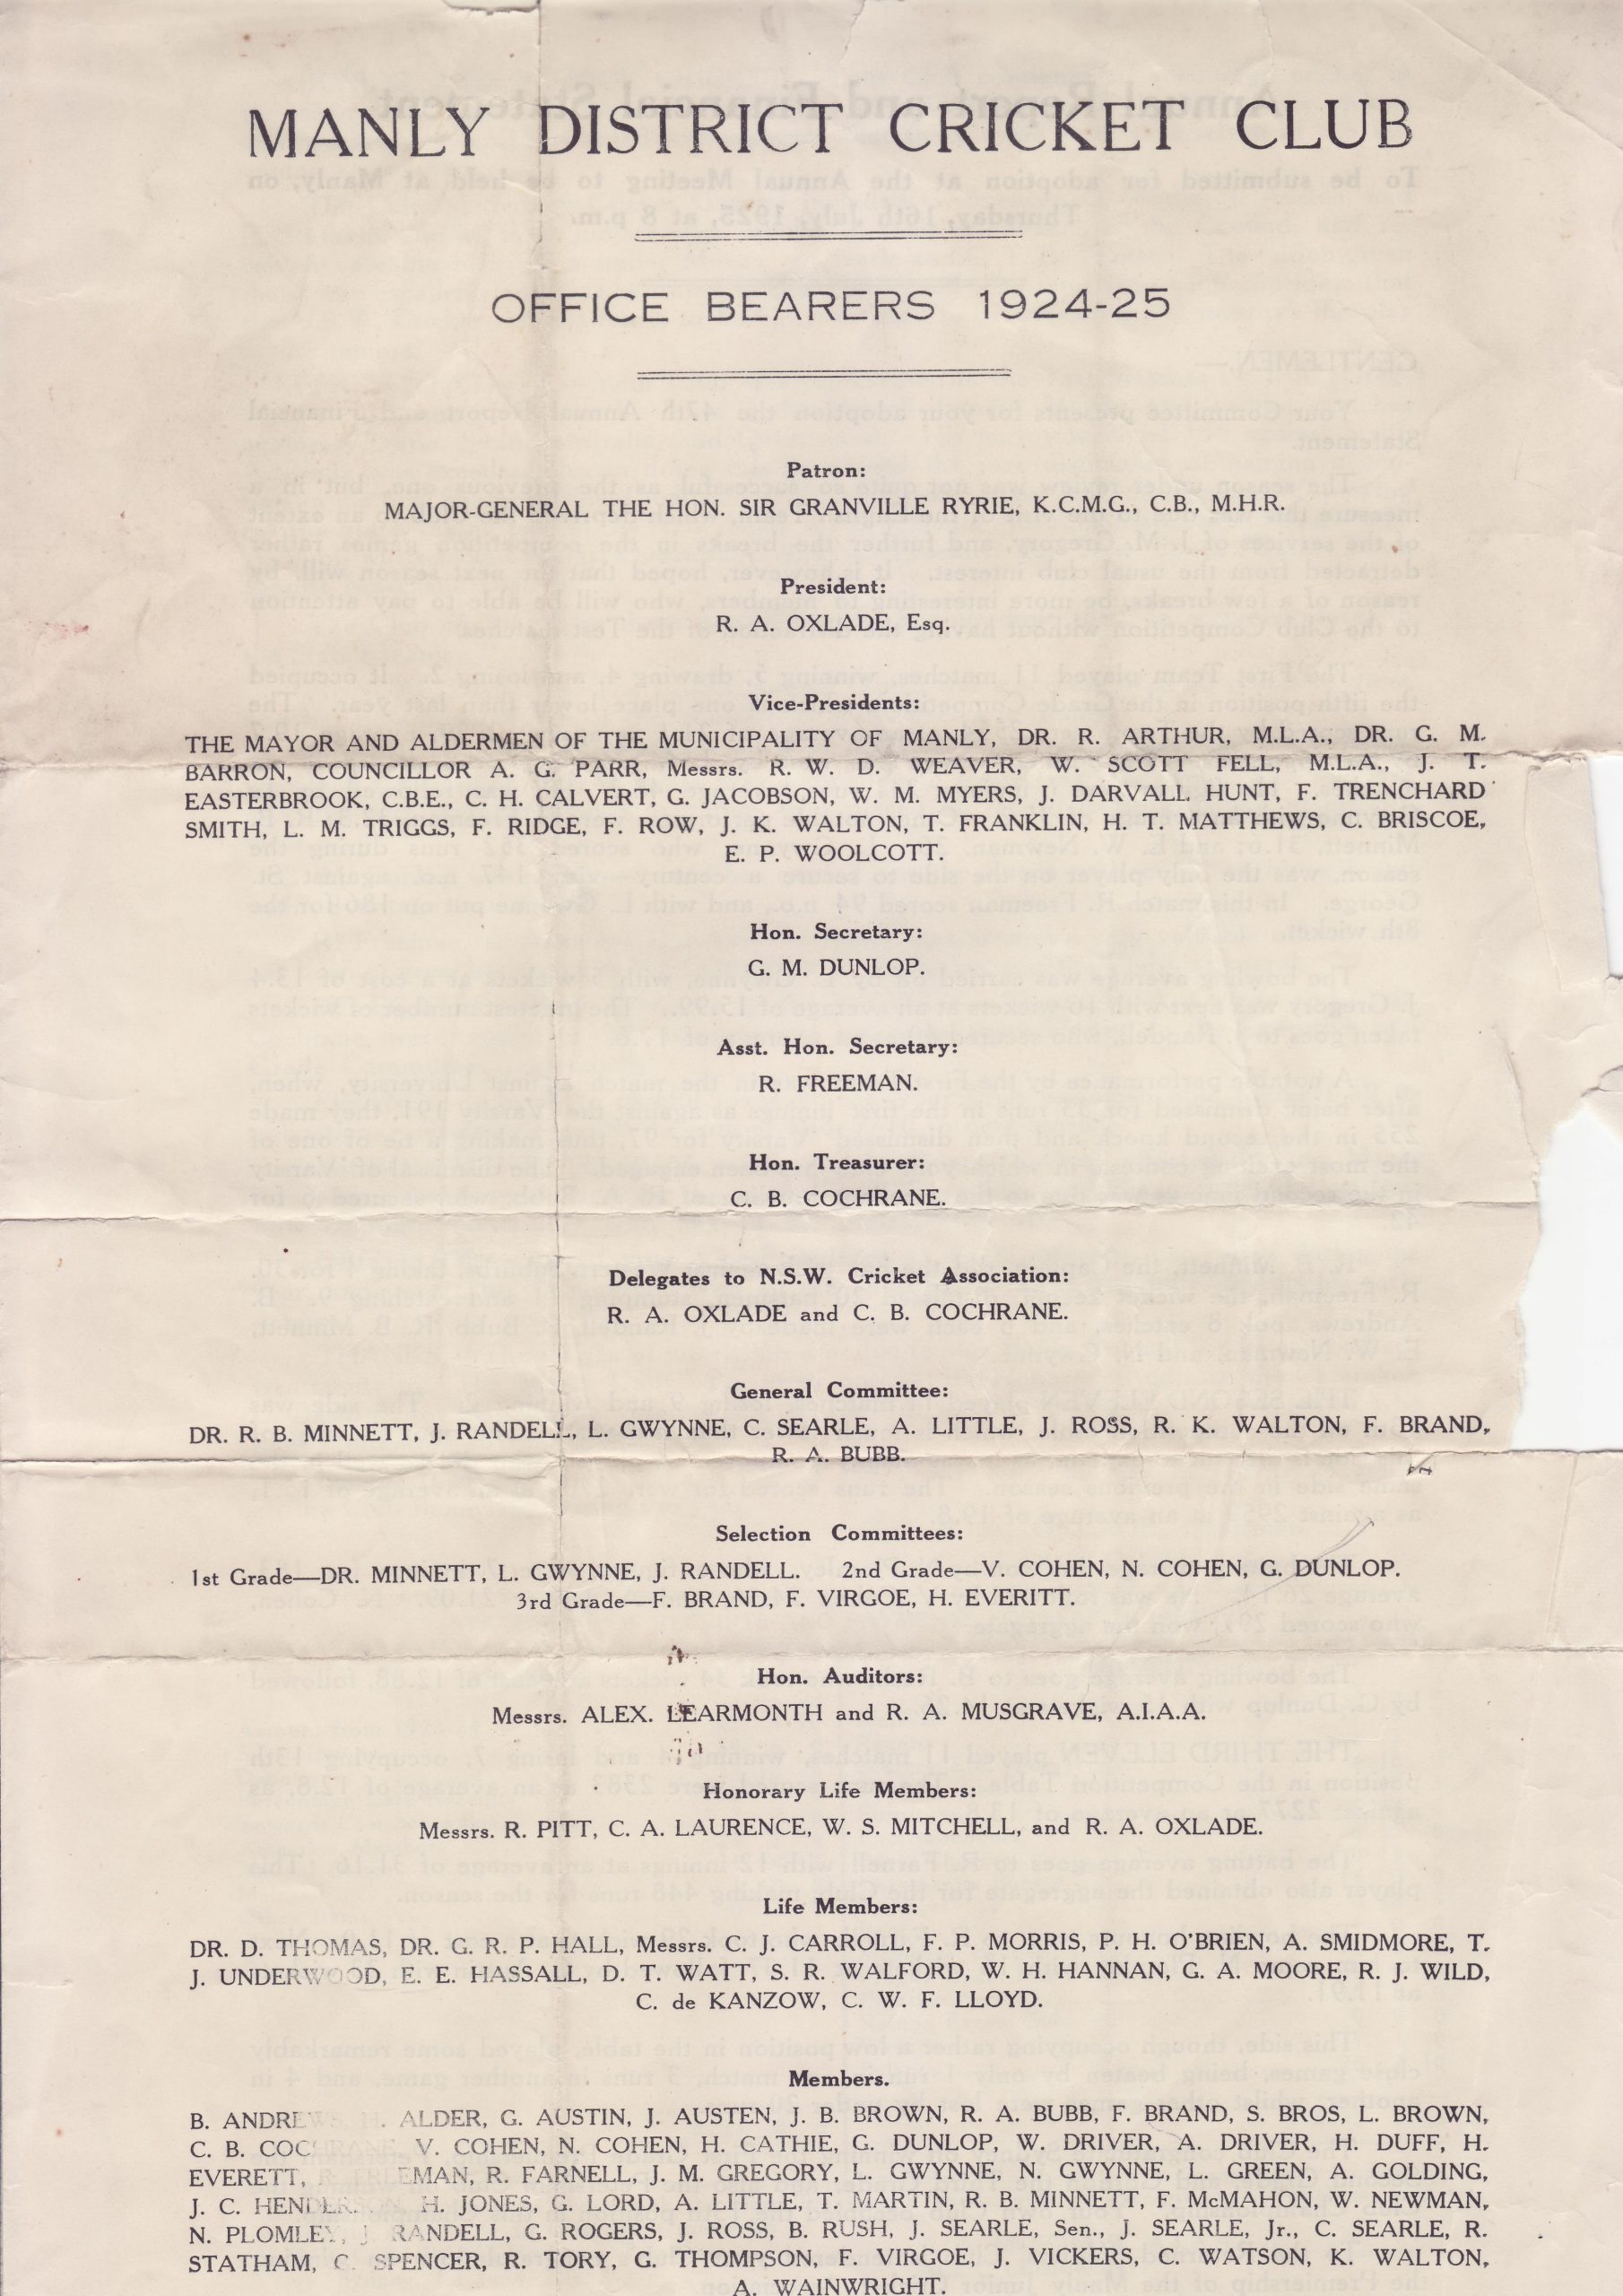 MANLY DISTRICT CRICKET CLUB
OFFICE BEARERS 1924-25
Patron:
MAJOR-GENERAL THE HON. SIR GRANVILLE RYRIE, K.C.M.G., C.B., M.H.R.
President:
R. A. OXLADE, Esq.
Vice-Presidents:
THE MAYOR AND ALDERMEN OF THE MUNICIPALITY OF MANLY, DR. R. ARTHUR, M.L.A., DR. G. M.
BARRON, COUNCILLOR A. G. PARR, Messrs. R. W. D. WEAVER, W. SCOTT FELL, M.L.A., J. T.
EASTERBROOK, C.B.E., C. H. CALVERT, G. JACOBSON, W. M. MYERS, J. DARVALL HUNT, F. TRENCHARD
SMITH, L. M. TRIGGS, F. RIDGE, F. ROW, J. K. WALTON, T. FRANKLIN, H. T. MATTHEWS, C. BRISCOE,
E. P. WOOLCOTT.
Hon. Secretary:
G. M. DUNLOP.
Asst. Hon. Secretary:
R. FREEMAN.
Hon. Treasurer:
C. B. COCHRANE.
Delegates to N.S.W. Cricket Association:
R. A. OXLADE and C. B. COCHRANE.
General Committee:
DR. R. B. MINNETT, J. RANDELL, L. GWYNNE, C. SEARLE, A. LITTLE, J. ROSS, R. K. WALTON, F. BRAND,
R. A. BUBB.
Selection Committees:
1st Grade—DR. MINNETT, L. GWYNNE, J. RANDELL. 2nd Grade—V. COHEN, N. COHEN, G. DUNLOP.
3rd Grade—F. BRAND, F. VIRGOE, H. EVERITT.
Hon. Auditors:
Messrs. ALEX. LEARMONTH and R. A. MUSGRAVE, A.I.A.A.
Honorary Life Members:
Messrs. R. PITT, C. A. LAURENCE, W. S. MITCHELL, and R. A. OXLADE.
Life Members:
DR. D. THOMAS, DR. G. R. P. HALL, Messrs. C. J. CARROLL, F. P. MORRIS, P. H. O'BRIEN, A. SMIDMORE, T.
J. UNDERWOOD, E. E. HASSALL, D. T. WATT, S. R. WALFORD, W. H. HANNAN, G. A. MOORE, R. J. WILD,
C. de KANZOW, C. W. F. LLOYD.
Members.
B. ANDREWS, H. ALDER, G. AUSTIN, J. AUSTEN, J. B. BROWN, R. A. BUBB, F. BRAND, S. BROS, L. BROWN,
C. B. COCHRANE, V. COHEN, N. COHEN, H. CATHIE, G. DUNLOP, W. DRIVER, A. DRIVER, H. DUFF, H.
EVERETT, R. FREEMAN, R. FARNELL, J. M. GREGORY, L. GWYNNE, N. GWYNNE, L. GREEN, A. GOLDING,
J. C. H. JONES, G. LORD, A. LITTLE, T. MARTIN, R. B. MINNETT, F. McMAHON, W. NEWMAN,
N. PLOMLEY, J. RANDELL, G. ROGERS, J. ROSS, B. RUSH, J. SEARLE, Sen., J. SEARLE, Jr., C. SEARLE, R.
STATHAM, C. SPENCER, R. TORY, G. THOMPSON, F. VIRGOE, J. VICKERS, C. WATSON, K. WALTON,
A. WAINWRIGHT.